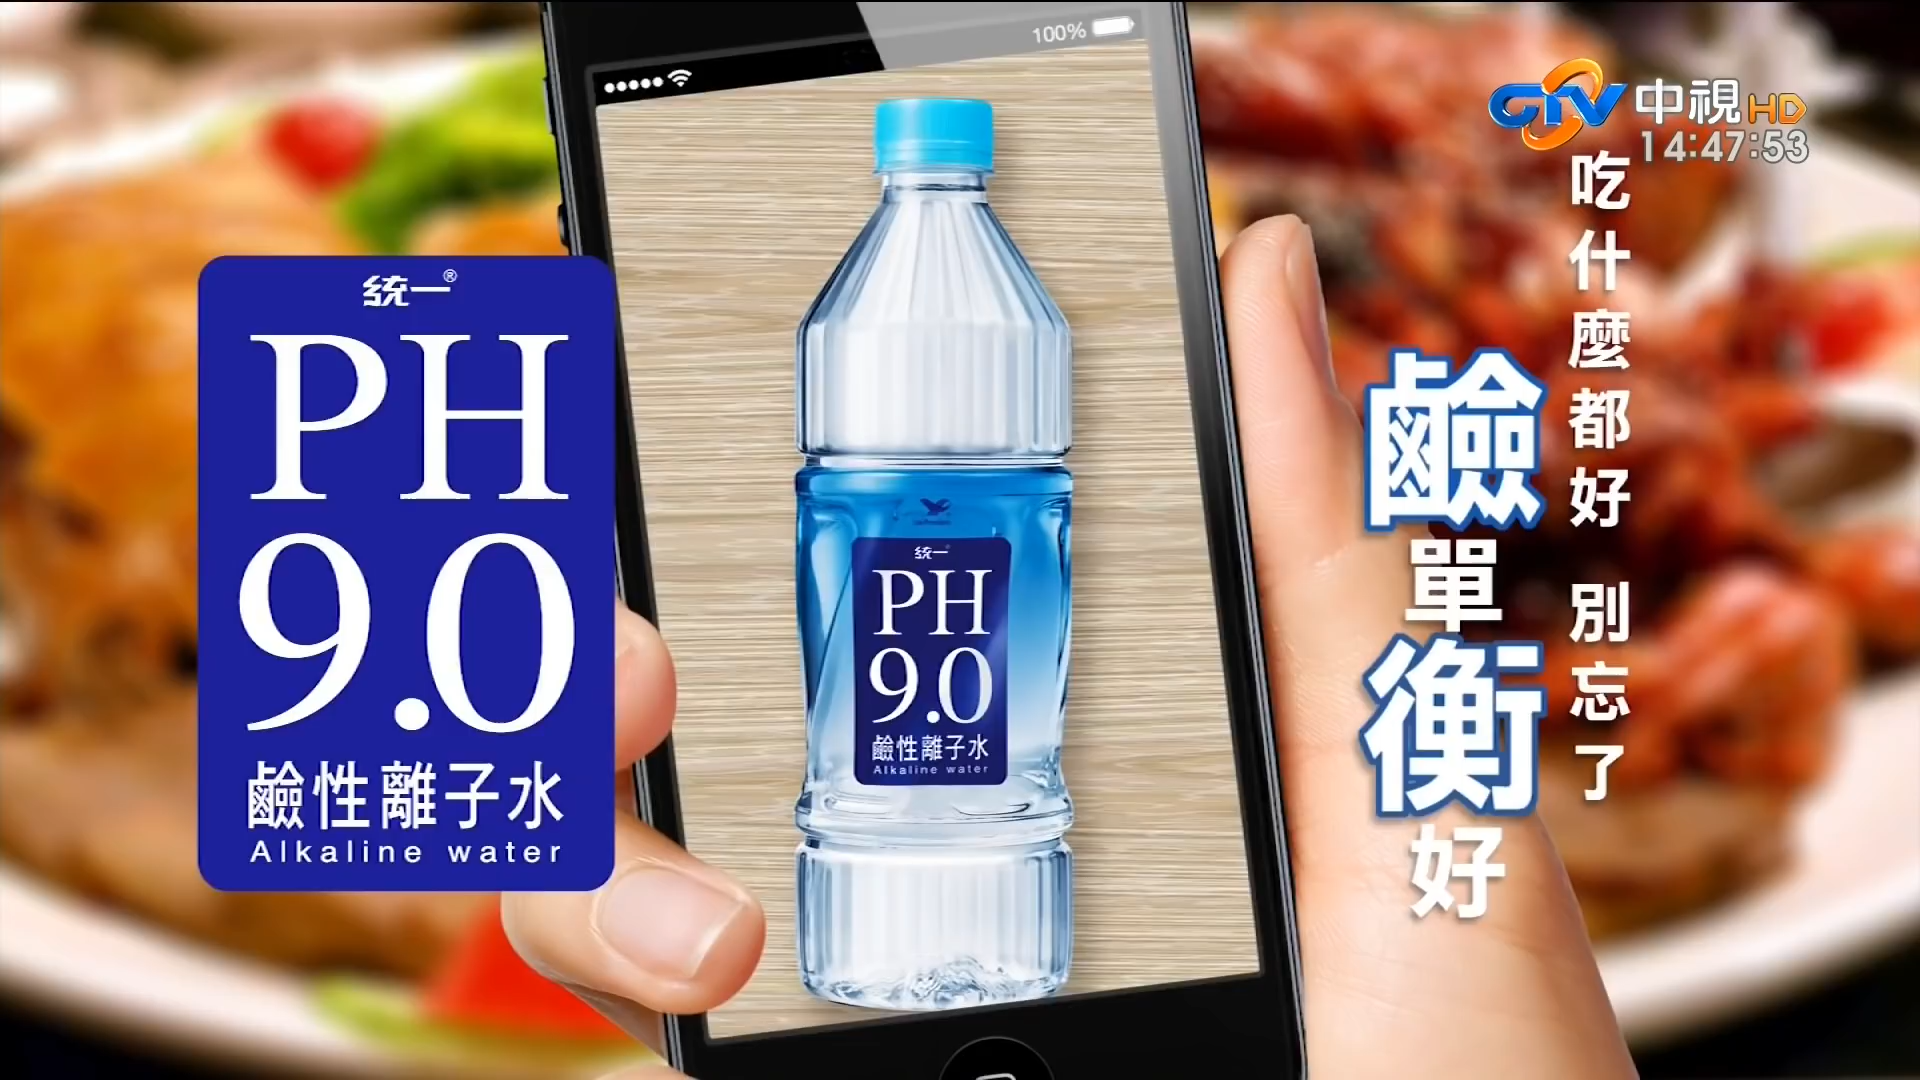 100%
CTV 中視 HD
14:47:53
統一®
PH
9.0
鹼性離子水
Alkaline water
統一
PH
9.0
鹼性離子水
Alkaline water
吃什麼都好 別忘了
鹼單衡好